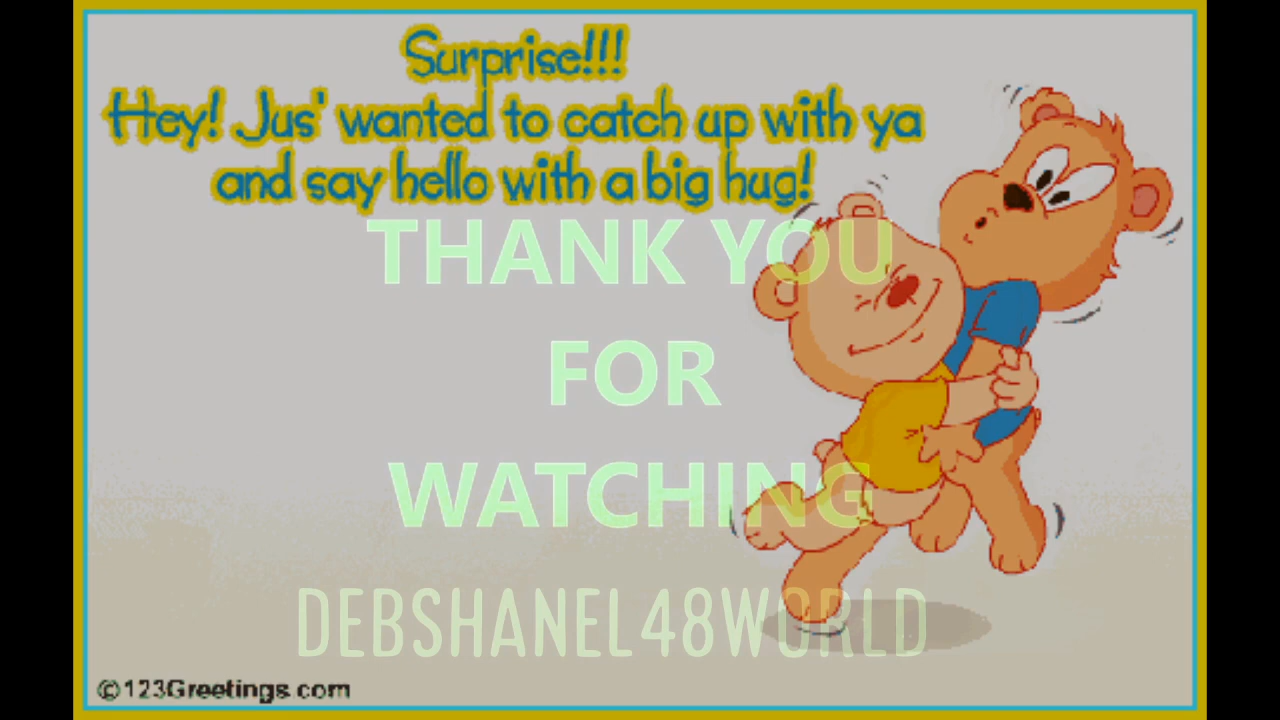 Surprise!!!
Hey! Jus' wanted to catch up with ya
and say hello with a big hug!
THANK YOU
FOR
WATCHING
DEBSHANEL48WORLD
©123Greetings.com